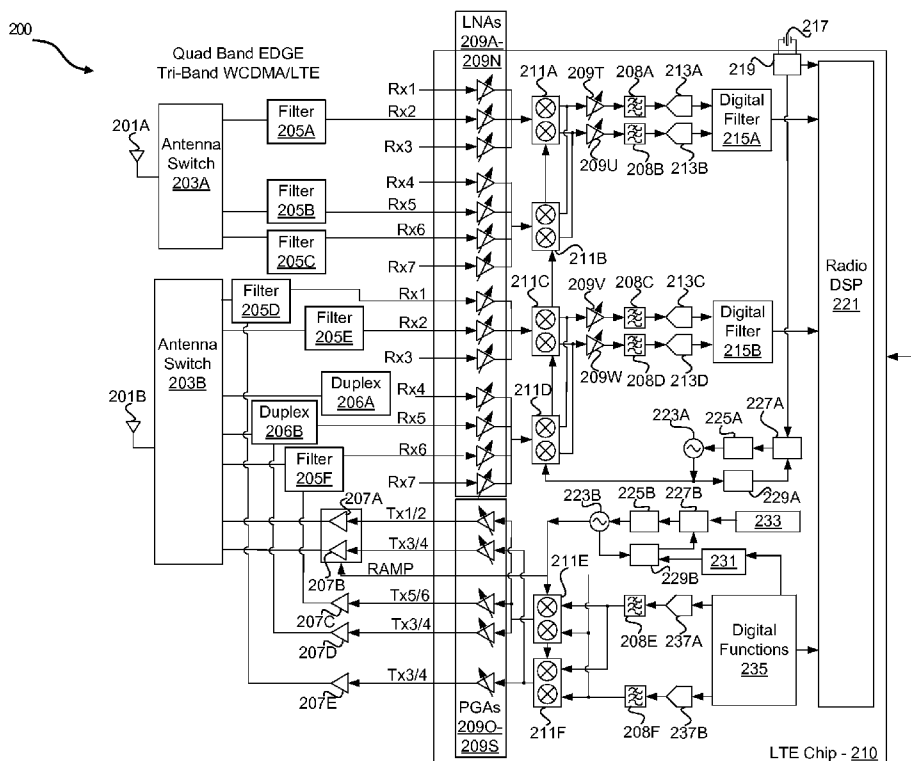 200
Quad Band EDGE
Tri-Band WCDMA/LTE
LNAs
209A-
209N
217
219
211A
209T
208A
213A
Rx1
Rx2
Rx3
Filter
205A
201A
Antenna
Switch
203A
Digital
Filter
215A
209U
208B
213B
Rx4
Rx5
Rx6
Rx7
Filter
205B
Filter
205C
211B
Radio
DSP
221
211C
209V
208C
213C
Filter
205D
Rx1
Rx2
Rx3
Filter
205E
Digital
Filter
215B
Antenna
Switch
203B
209W
208D
213D
211D
201B
Duplex
206A
Rx4
Duplex
206B
Rx5
Filter
205F
Rx6
Rx7
223A
225A
227A
229A
207A
Tx1/2
223B
225B
227B
233
Tx3/4
229B
231
207B
RAMP
211E
Tx5/6
207C
208E
237A
Tx3/4
207D
Digital
Functions
235
Tx3/4
207E
PGAs
209O-
209S
211F
208F
237B
LTE Chip - 210